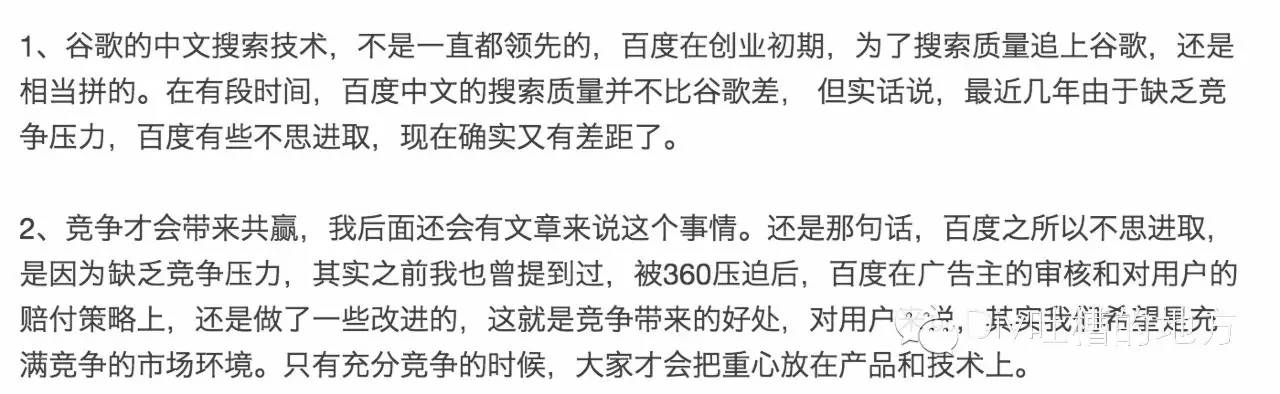 1、谷歌的中文搜索技术，不是一直都领先的，百度在创业初期，为了搜索质量追上谷歌，还是
相当拼的。在有段时间，百度中文的搜索质量并不比谷歌差， 但实话说，最近几年由于缺乏竞
争压力，百度有些不思进取，现在确实又有差距了。
2、竞争才会带来共赢，我后面还会有文章来说这个事情。还是那句话，百度之所以不思进取，
是因为缺乏竞争压力，其实之前我也曾提到过，被360压迫后，百度在广告主的审核和对用户的
赔付策略上，还是做了一些改进的，这就是竞争带来的好处，对用户来说，其实我们希望是充
满竞争的市场环境。只有充分竞争的时候，大家才会把重心放在产品和技术上。
吐槽的地方